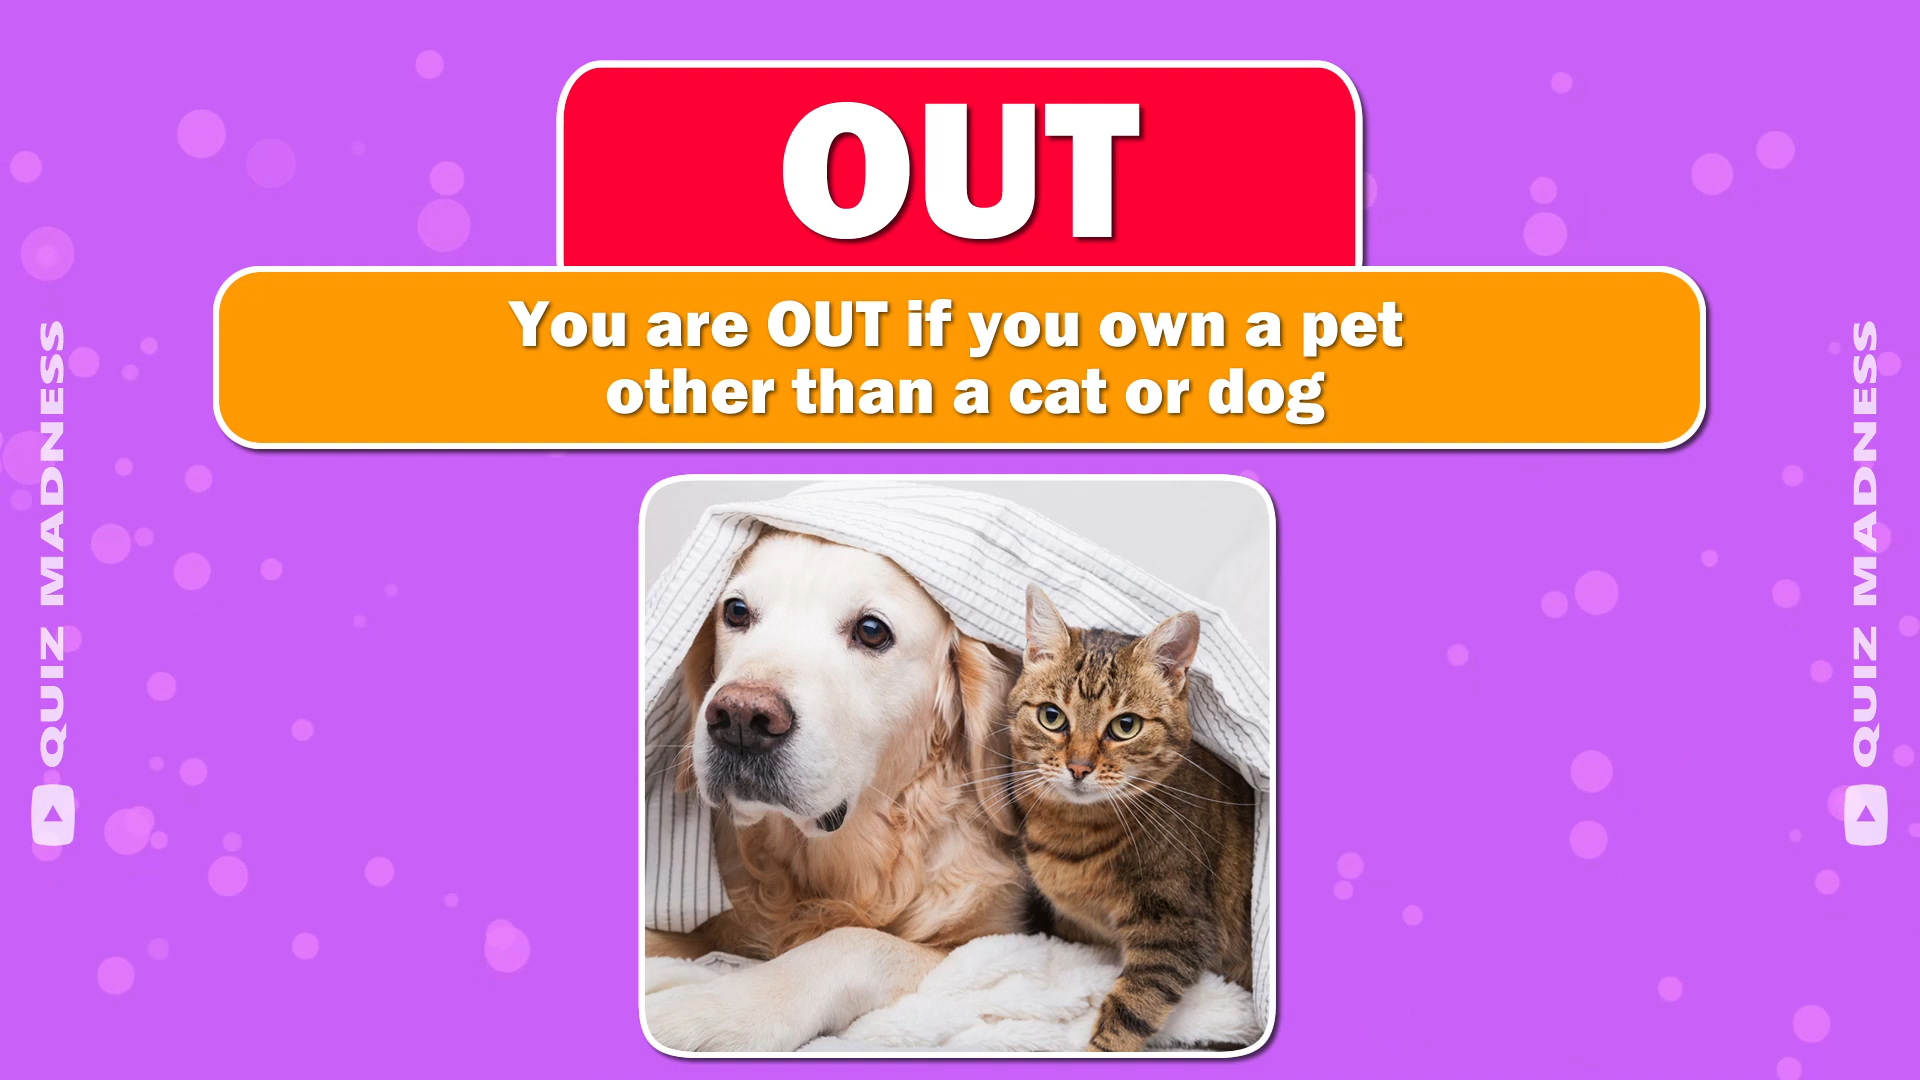 OUT
You are OUT if you own a pet
other than a cat or dog
QUIZ MADNESS
QUIZ MADNESS